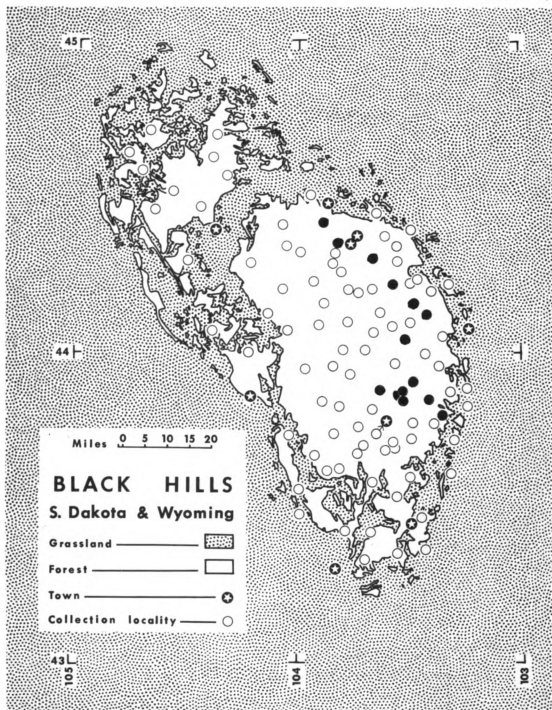 45
44
Miles 0 5 10 15 20
BLACK HILLS
S. Dakota & Wyoming
Grassland
Forest
Town
Collection locality
43
105
104
103